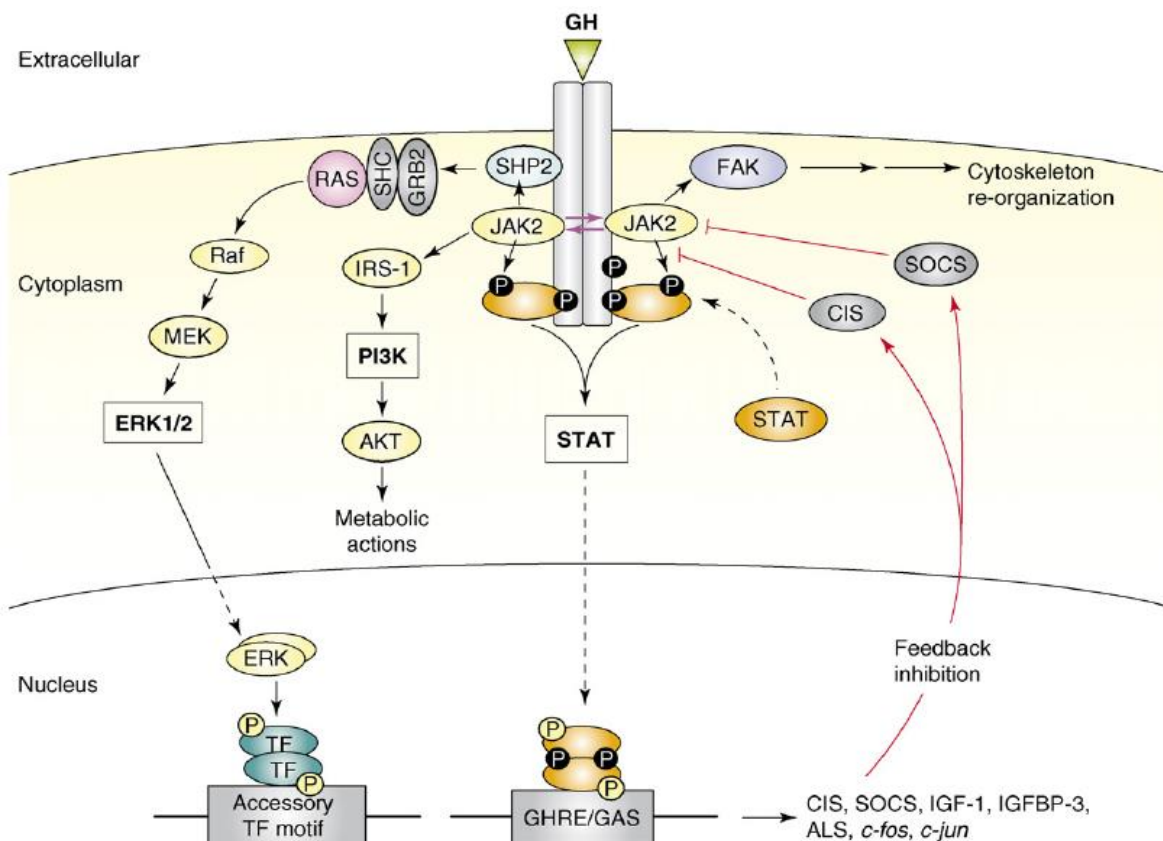 GH
Extracellular
SHP2
FAK
RAS
SHC
GRB2
Cytoskeleton
re-organization
JAK2
JAK2
Raf
IRS-1
SOCS
Cytoplasm
P
P
P
P
P
CIS
MEK
PI3K
ERK1/2
AKT
STAT
STAT
Metabolic
actions
ERK
Feedback
inhibition
Nucleus
P
TF
TF
P
P
P
P
P
Accessory
TF motif
GHRE/GAS
CIS, SOCS, IGF-1, IGFBP-3,
ALS, c-fos, c-jun